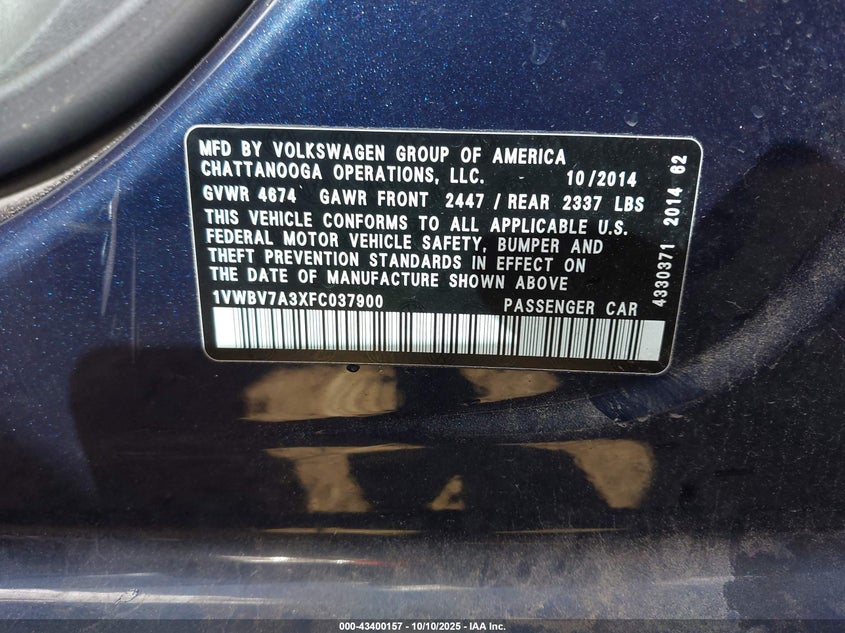 MFD BY VOLKSWAGEN GROUP OF AMERICA
CHATTANOOGA OPERATIONS, LLC. 10/2014
GVWR 4674 GAWR FRONT 2447 / REAR 2337 LBS
THIS VEHICLE CONFORMS TO ALL APPLICABLE U.S.
FEDERAL MOTOR VEHICLE SAFETY, BUMPER AND
THEFT PREVENTION STANDARDS IN EFFECT ON
THE DATE OF MANUFACTURE SHOWN ABOVE
1VWBV7A3XFC037900 PASSENGER CAR
4330371 2014 62
000-43400157 - 10/10/2025 - IAA Inc.